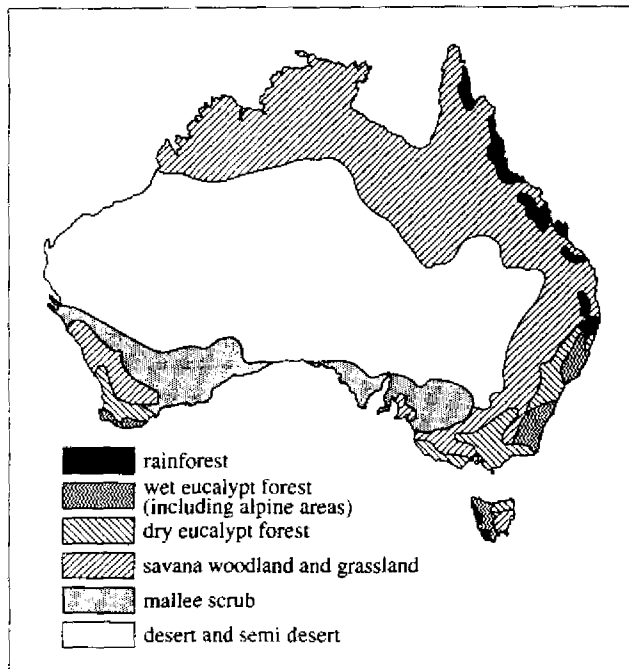 rainforest
wet eucalypt forest
(including alpine areas)
dry eucalypt forest
savana woodland and grassland
mallee scrub
desert and semi desert